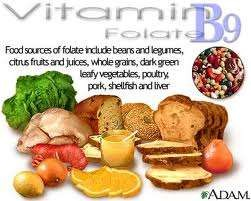 Vitamin B9
Folate
Food sources of folate include beans and legumes,
citrus fruits and juices, whole grains, dark green
leafy vegetables, poultry,
pork, shellfish and liver
ADAM.